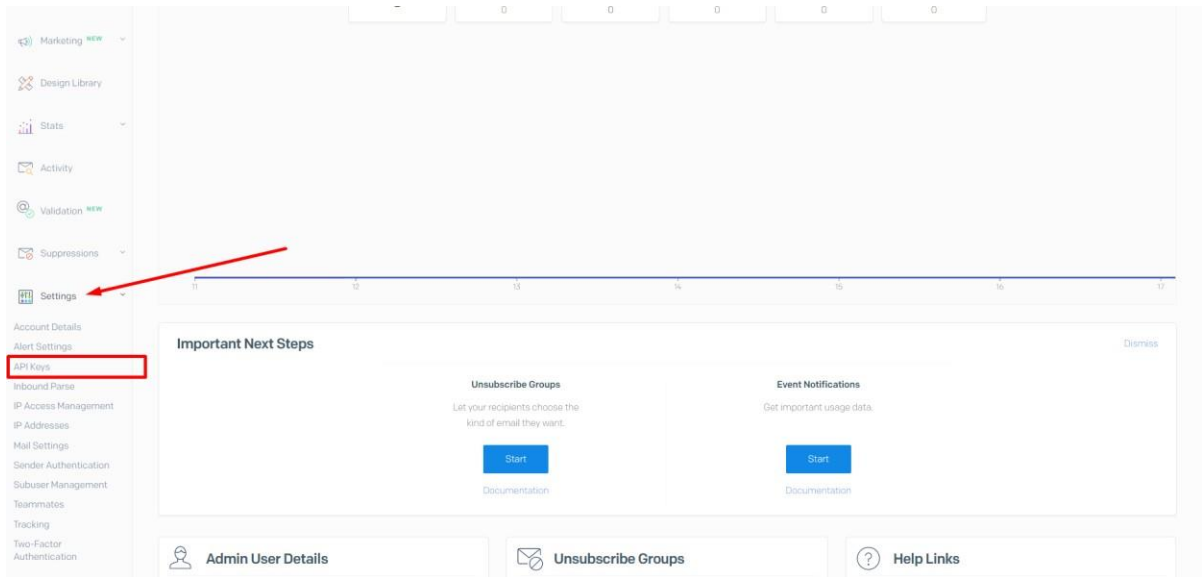 0 0 0 0 0
Marketing NEW
Design Library
Stats
Activity
Validation NEW
Suppressions
Settings
11 12 13 14 15 16 17
Account Details
Alert Settings
API Keys
Inbound Parse
IP Access Management
IP Addresses
Mail Settings
Sender Authentication
Subuser Management
Teammates
Tracking
Two-Factor
Authentication
Important Next Steps
Dismiss
Unsubscribe Groups
Let your recipients choose the
kind of email they want.
Start
Documentation
Event Notifications
Get important usage data.
Start
Documentation
Admin User Details
Unsubscribe Groups
Help Links